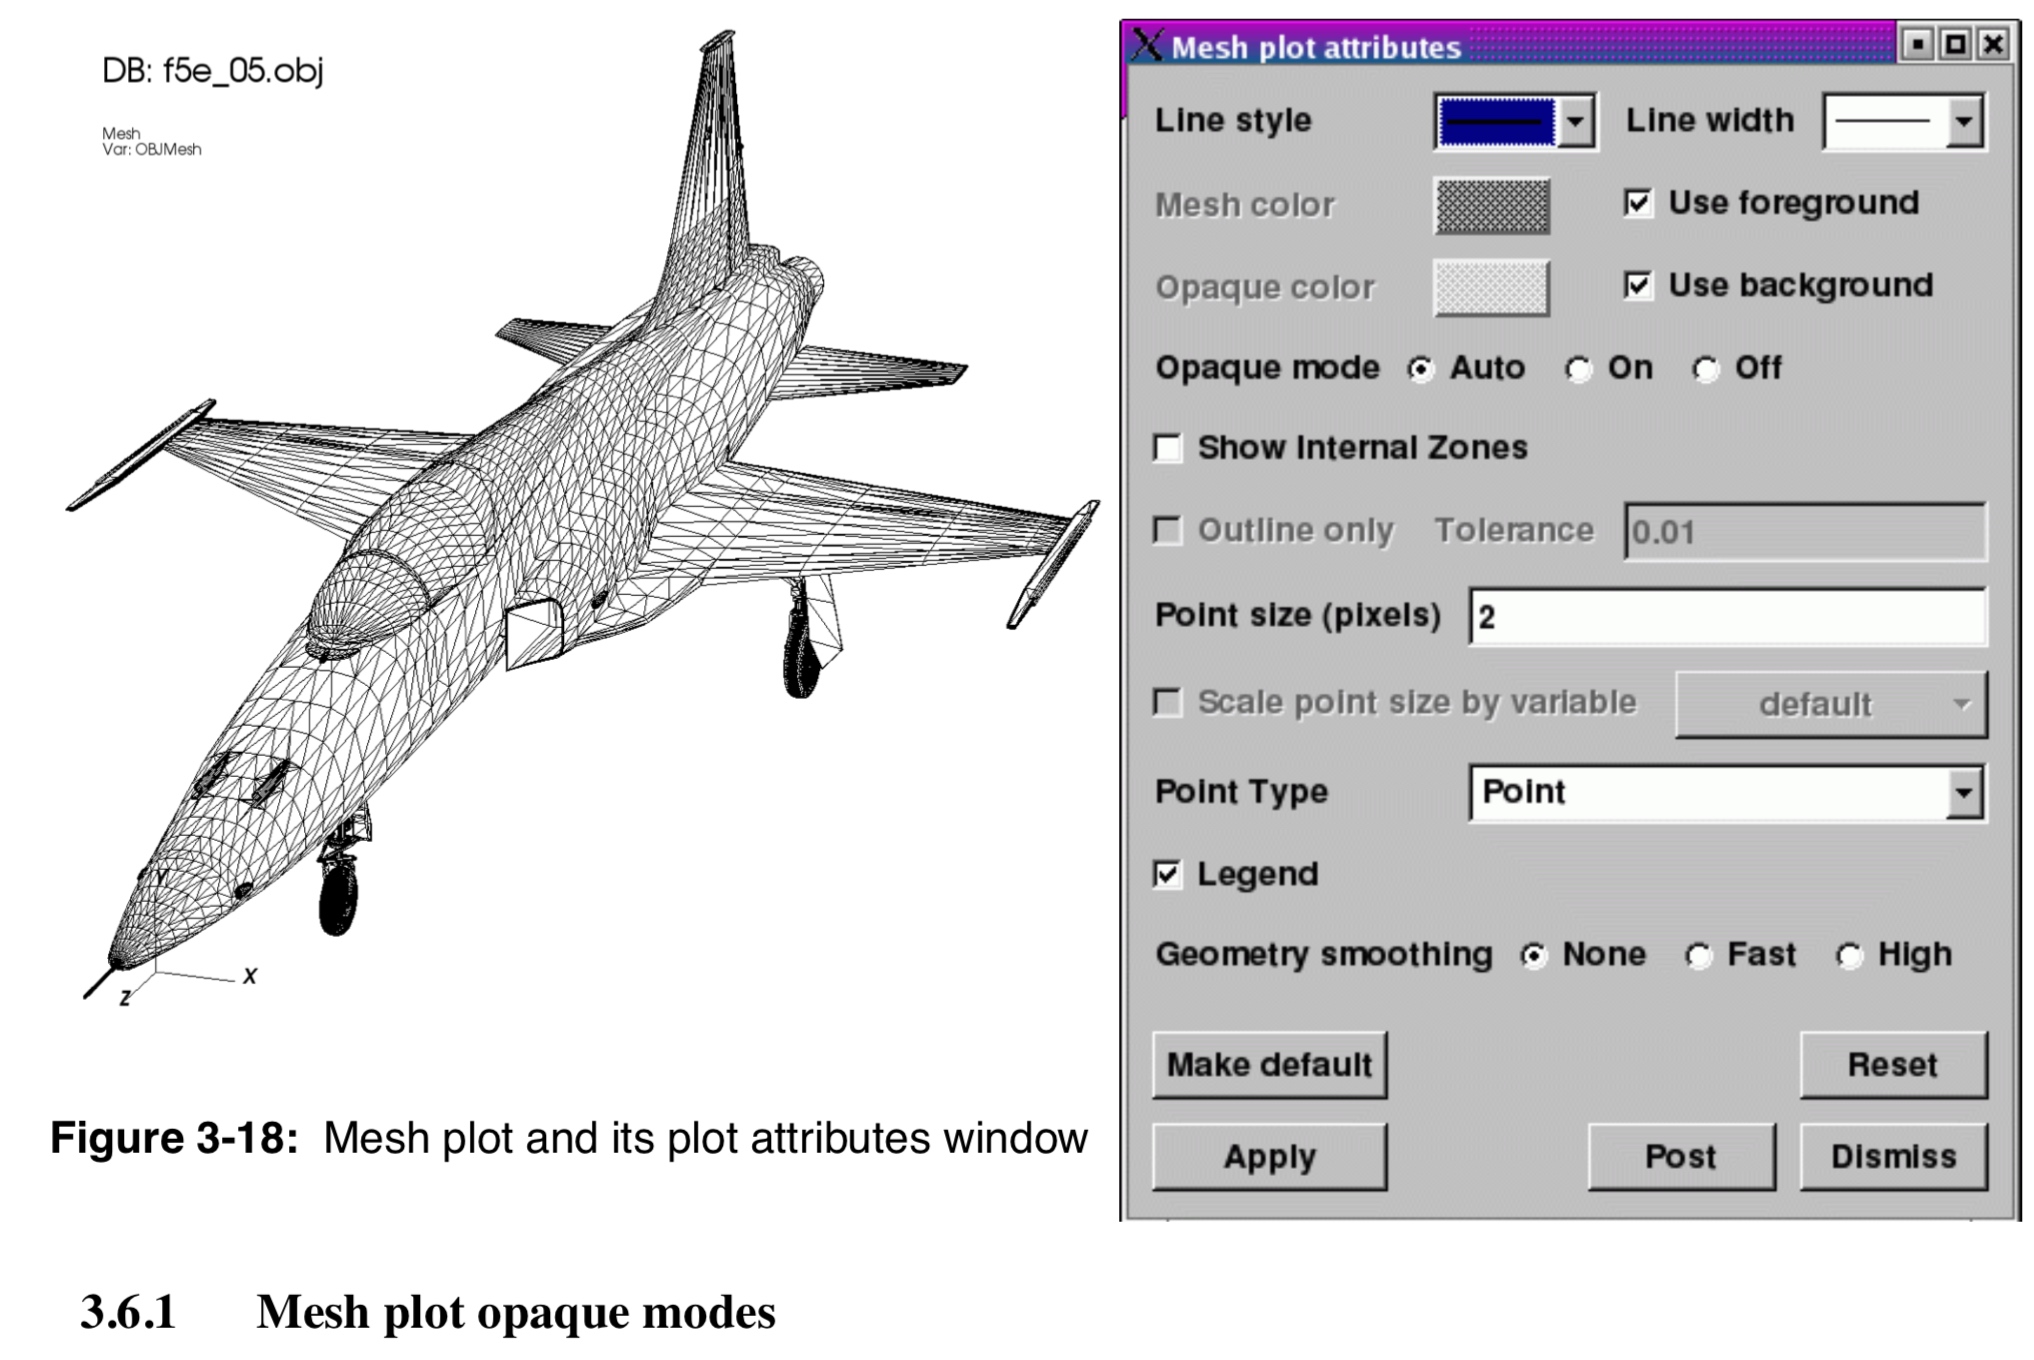 DB: f5e_05.obj
Mesh
Var: OBJMesh
Y
X
Z
Figure 3-18: Mesh plot and its plot attributes window
Mesh plot attributes
Line style Line width
Mesh color Use foreground
Opaque color Use background
Opaque mode Auto On Off
Show Internal Zones
Outline only Tolerance 0.01
Point size (pixels) 2
Scale point size by variable default
Point Type Point
Legend
Geometry smoothing None Fast High
Make default Reset
Apply Post Dismiss
3.6.1 Mesh plot opaque modes